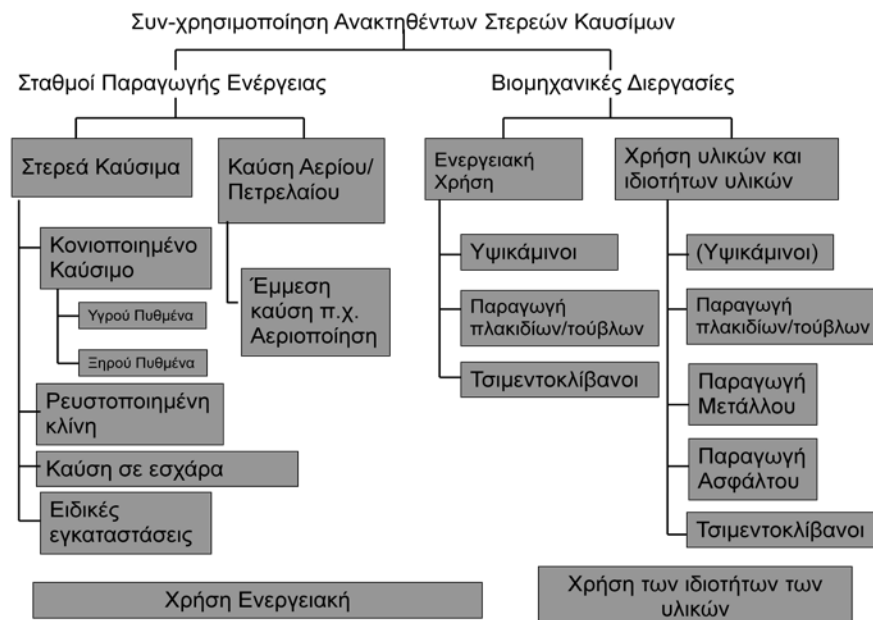 Συν-χρησιμοποίηση Ανακτηθέντων Στερεών Καυσίμων
Σταθμοί Παραγωγής Ενέργειας
Βιομηχανικές Διεργασίες
Στερεά Καύσιμα
Καύση Αερίου/
Πετρελαίου
Ενεργειακή
Χρήση
Χρήση υλικών και
ιδιοτήτων υλικών
Κονιοποιημένο
Καύσιμο
Υγρού Πυθμένα
Ξηρού Πυθμένα
Ρευστοποιημένη
κλίνη
Καύση σε εσχάρα
Ειδικές
εγκαταστάσεις
Έμμεση
καύση π.χ.
Αεριοποίηση
Υψικάμινοι
Παραγωγή
πλακιδίων/τούβλων
Τσιμεντοκλίβανοι
(Υψικάμινοι)
Παραγωγή
πλακιδίων/τούβλων
Παραγωγή
Μετάλλου
Παραγωγή
Ασφάλτου
Τσιμεντοκλίβανοι
Χρήση Ενεργειακή
Χρήση των ιδιοτήτων των
υλικών